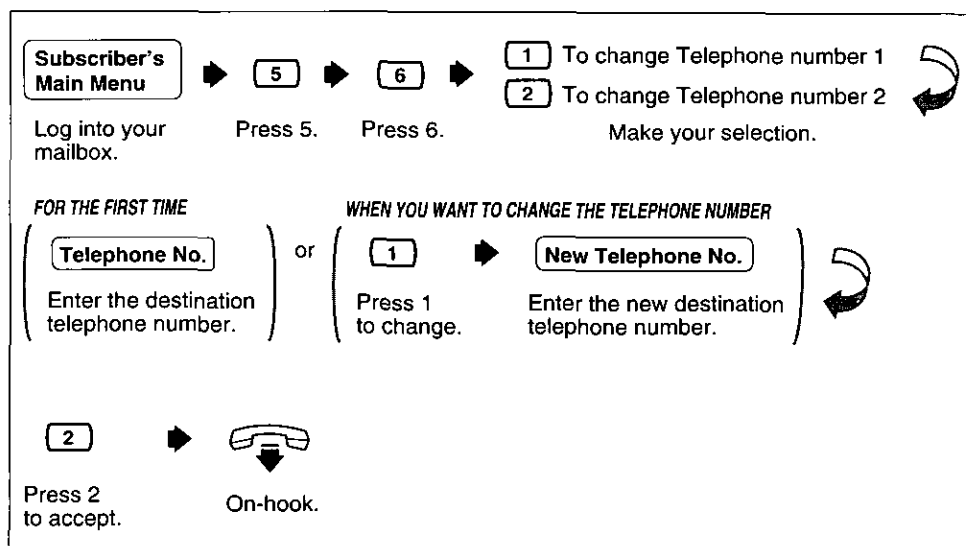 Subscriber's
Main Menu
5
6
1 To change Telephone number 1
2 To change Telephone number 2
Log into your
mailbox.
Press 5.
Press 6.
Make your selection.
FOR THE FIRST TIME
WHEN YOU WANT TO CHANGE THE TELEPHONE NUMBER
Telephone No.
or
1
New Telephone No.
Enter the destination
telephone number.
Press 1
to change.
Enter the new destination
telephone number.
2
Press 2
to accept.
On-hook.